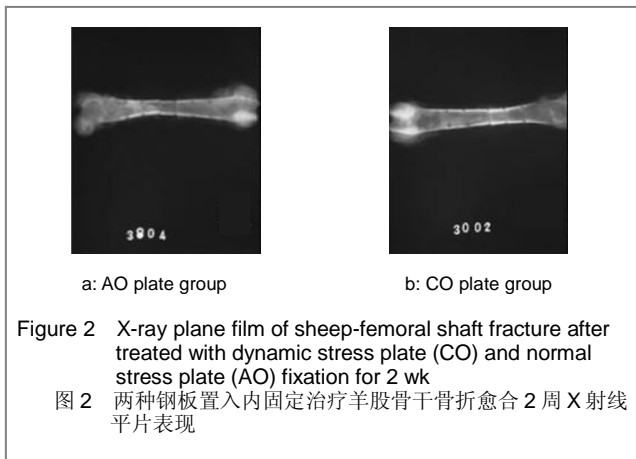 3804
3002
a: AO plate group
b: CO plate group
Figure 2 X-ray plane film of sheep-femoral shaft fracture after
treated with dynamic stress plate (CO) and normal
stress plate (AO) fixation for 2 wk
图 2 两种钢板置入内固定治疗羊股骨干骨折愈合 2 周 X 射线
平片表现